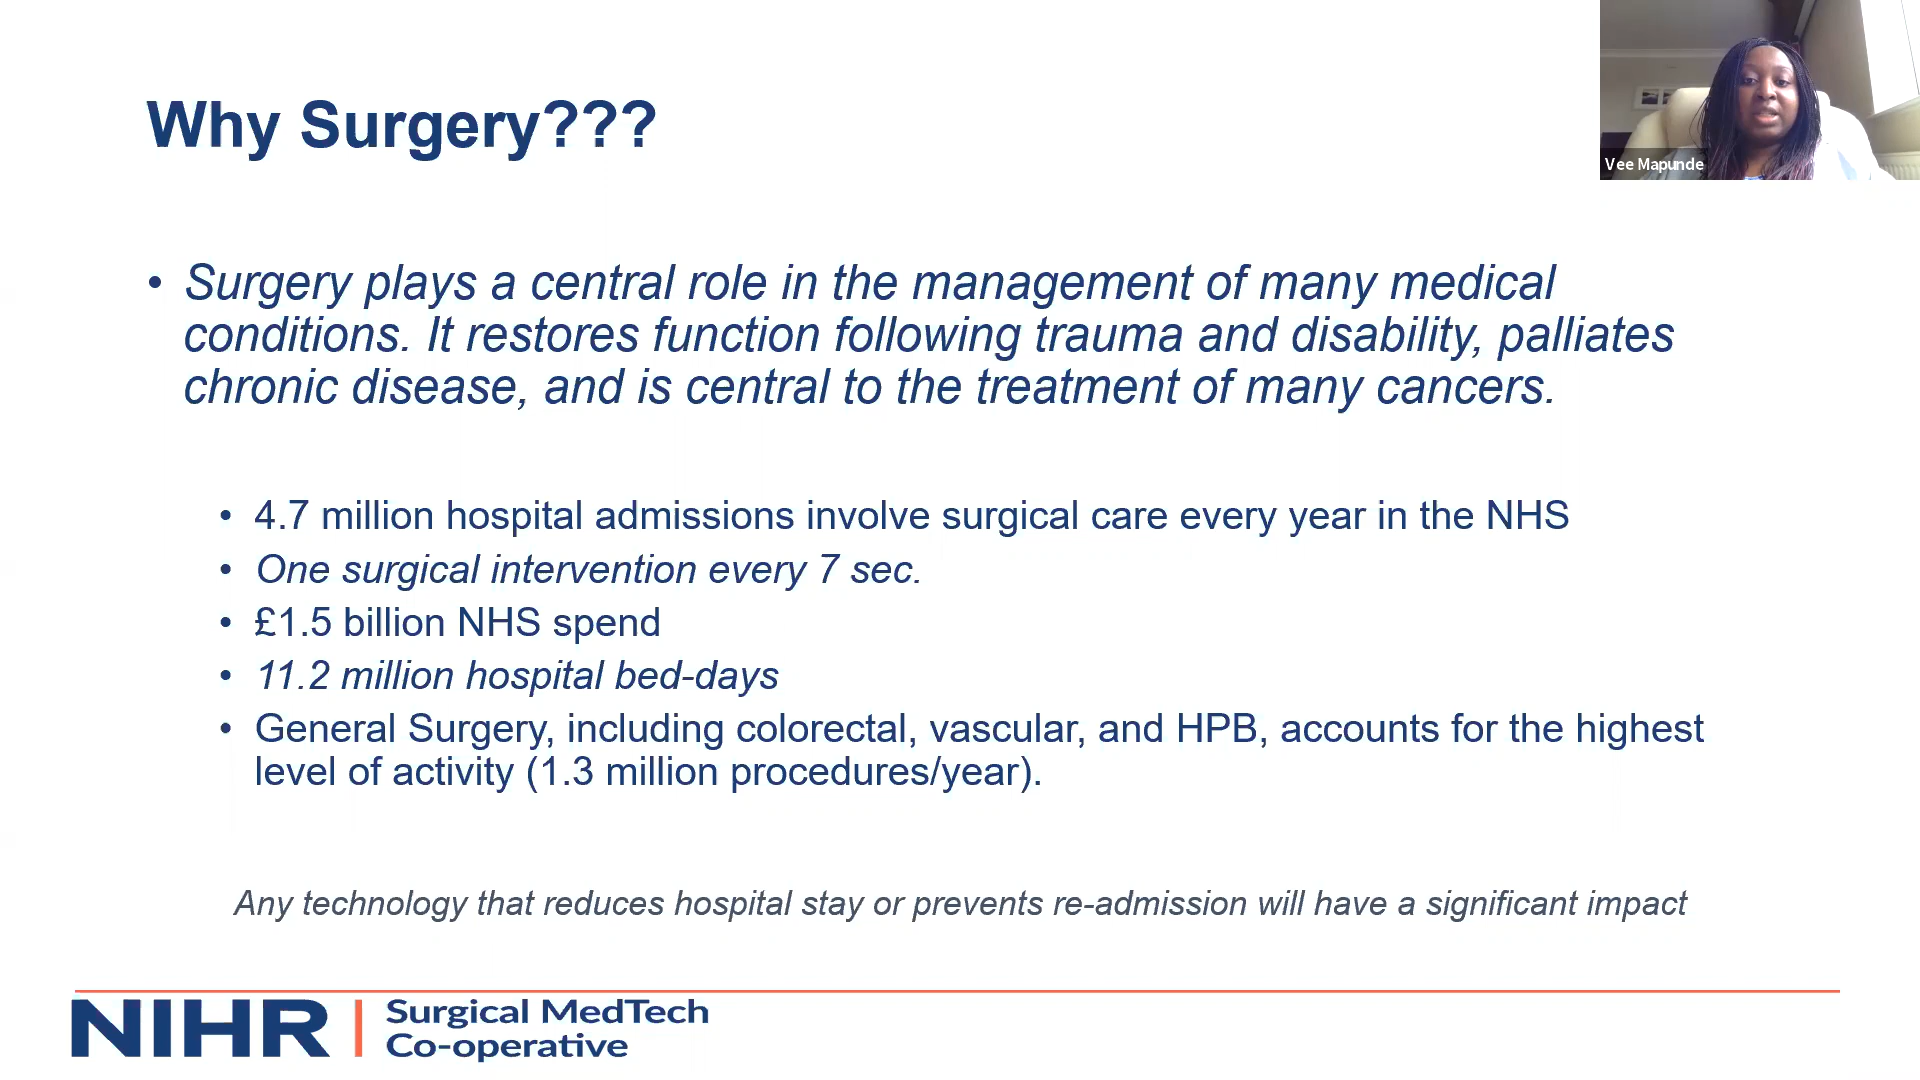 Why Surgery???
Vee Mapunde
• Surgery plays a central role in the management of many medical
conditions. It restores function following trauma and disability, palliates
chronic disease, and is central to the treatment of many cancers.
• 4.7 million hospital admissions involve surgical care every year in the NHS
• One surgical intervention every 7 sec.
• £1.5 billion NHS spend
• 11.2 million hospital bed-days
• General Surgery, including colorectal, vascular, and HPB, accounts for the highest
level of activity (1.3 million procedures/year).
Any technology that reduces hospital stay or prevents re-admission will have a significant impact
NIHR | Surgical MedTech
Co-operative